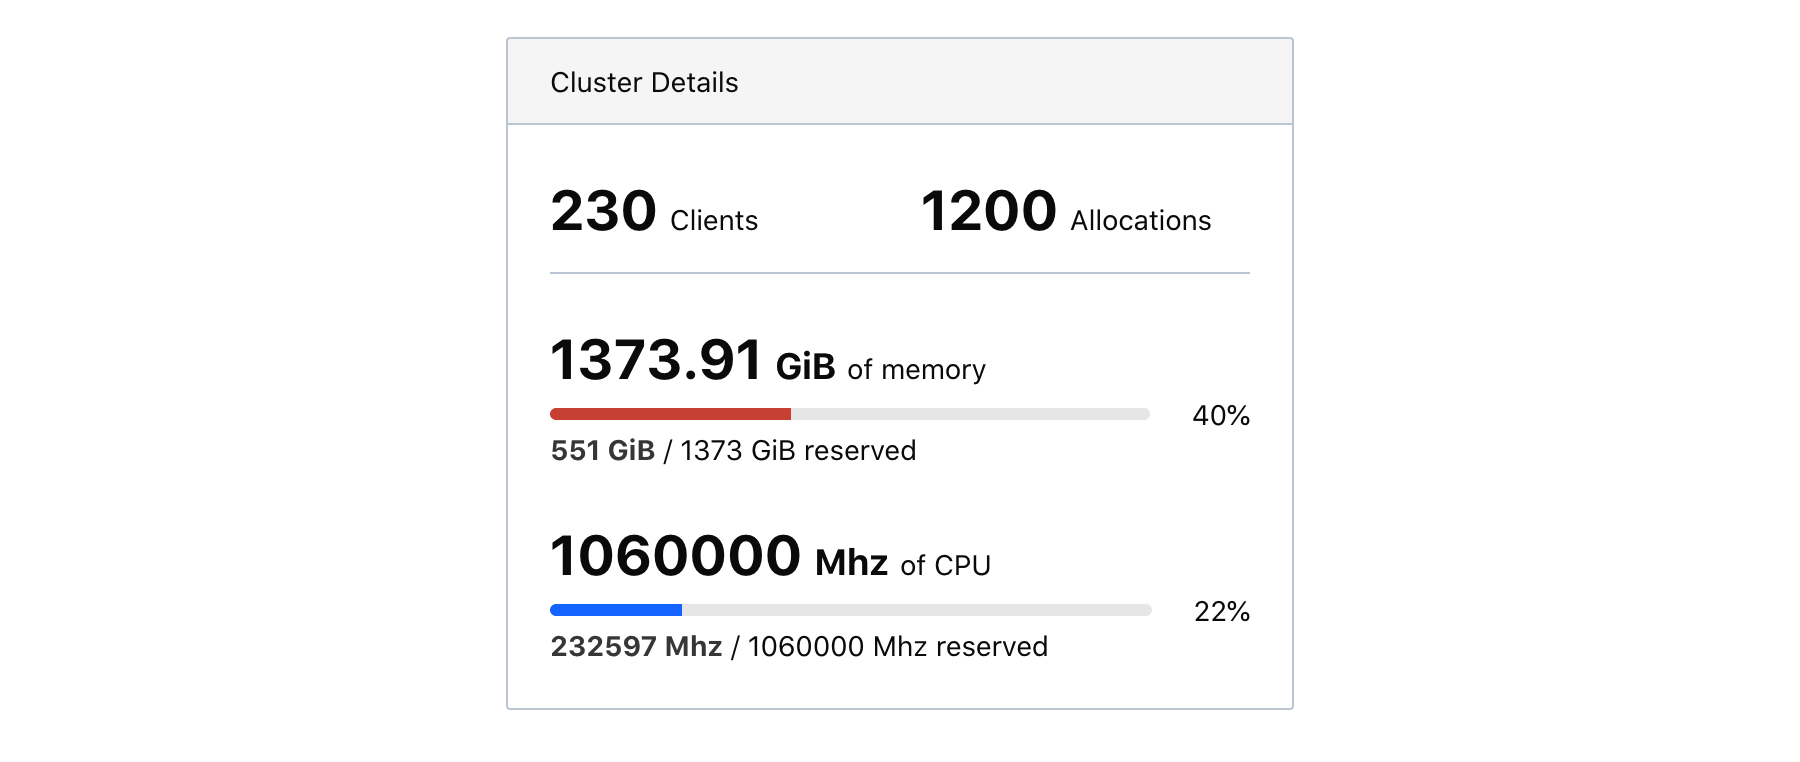 Cluster Details
230 Clients 1200 Allocations
1373.91 GiB of memory
40%
551 GiB / 1373 GiB reserved
1060000 Mhz of CPU
22%
232597 Mhz / 1060000 Mhz reserved